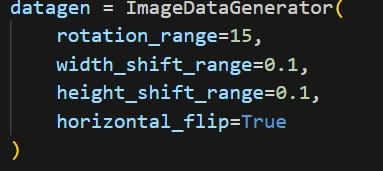 datagen = ImageDataGenerator(
    rotation_range=15,
    width_shift_range=0.1,
    height_shift_range=0.1,
    horizontal_flip=True
)